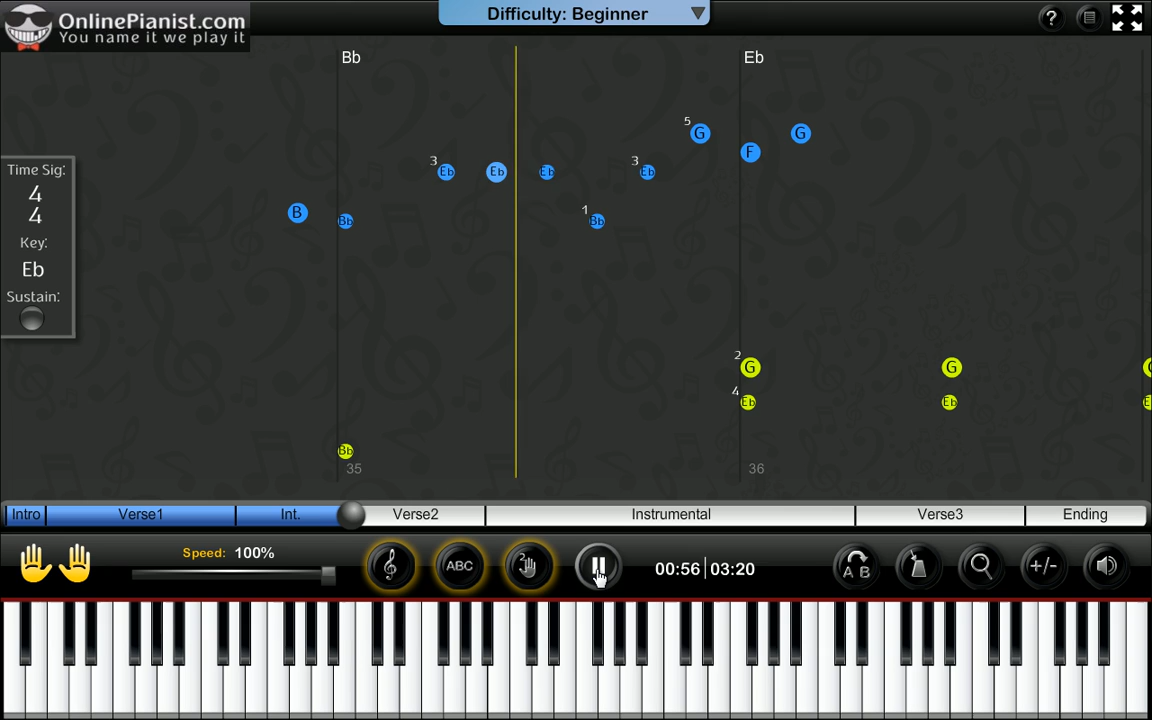 OnlinePianist.com
You name it we play it
Difficulty: Beginner
?
Bb
Eb
5
G
G
F
3
Eb
Eb
Eb
3
Eb
B
Bb
1
Bb
Time Sig:
4
4
Key:
Eb
Sustain:
2
G
G
4
Eb
Eb
Bb
35
36
Intro
Verse1
Int.
Verse2
Instrumental
Verse3
Ending
Speed: 100%
ABC
2
00:56|03:20
A B
+/-